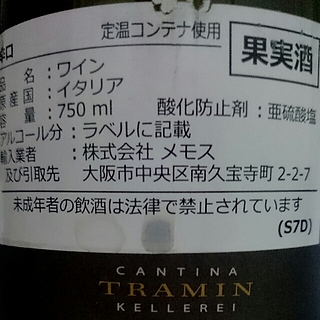 辛口
定温コンテナ使用
果実酒
品名：ワイン
原産国：イタリア
容量：750 ml 酸化防止剤：亜硫酸塩
アルコール分：ラベルに記載
輸入業者：株式会社 メモス
及び引取先 大阪市中央区南久宝寺町 2-2-7
未成年者の飲酒は法律で禁止されています
(S7D)
CANTINA
TRAMIN
KELLEREI